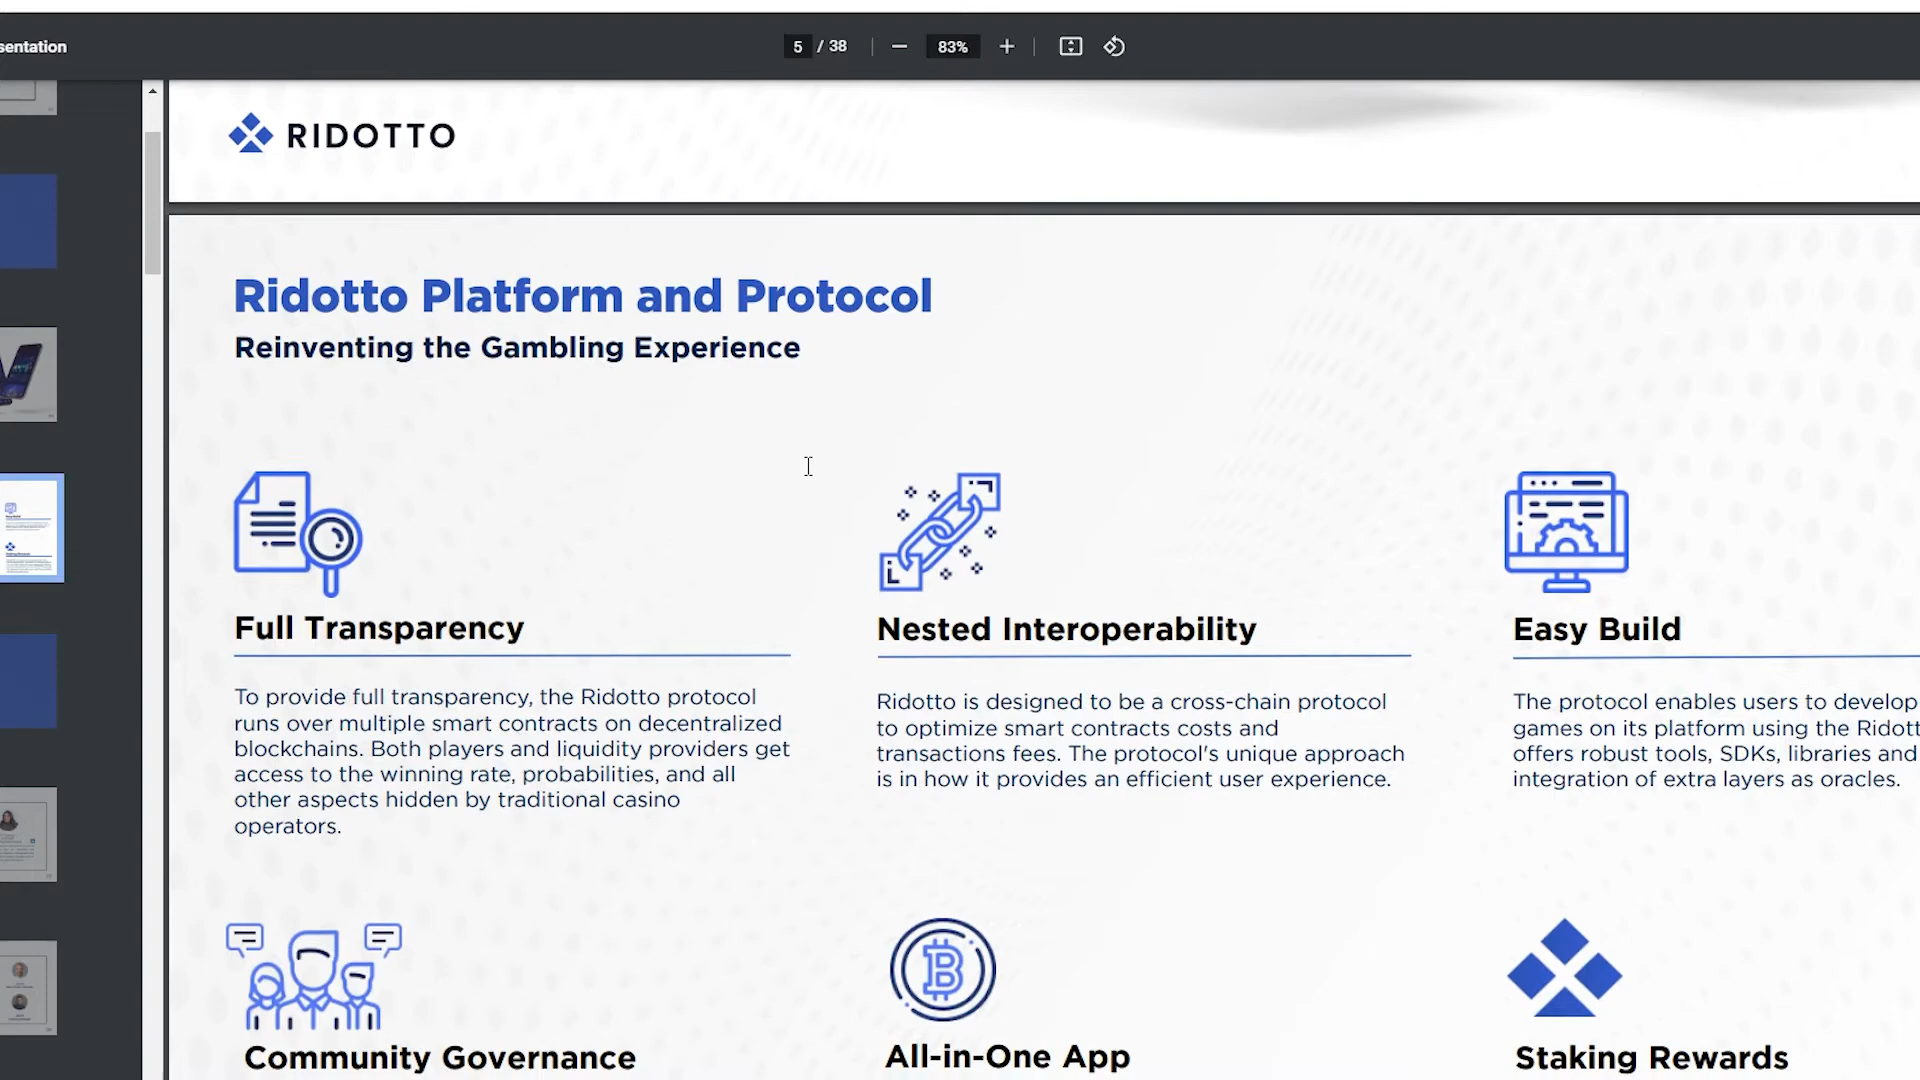 sentation
5 / 38
83%
RIDOTTO
Ridotto Platform and Protocol
Reinventing the Gambling Experience
Full Transparency
To provide full transparency, the Ridotto protocol
runs over multiple smart contracts on decentralized
blockchains. Both players and liquidity providers get
access to the winning rate, probabilities, and all
other aspects hidden by traditional casino
operators.
Nested Interoperability
Ridotto is designed to be a cross-chain protocol
to optimize smart contracts costs and
transactions fees. The protocol's unique approach
is in how it provides an efficient user experience.
Easy Build
The protocol enables users to develop
games on its platform using the Ridott
offers robust tools, SDKs, libraries and
integration of extra layers as oracles.
Community Governance
All-in-One App
Staking Rewards